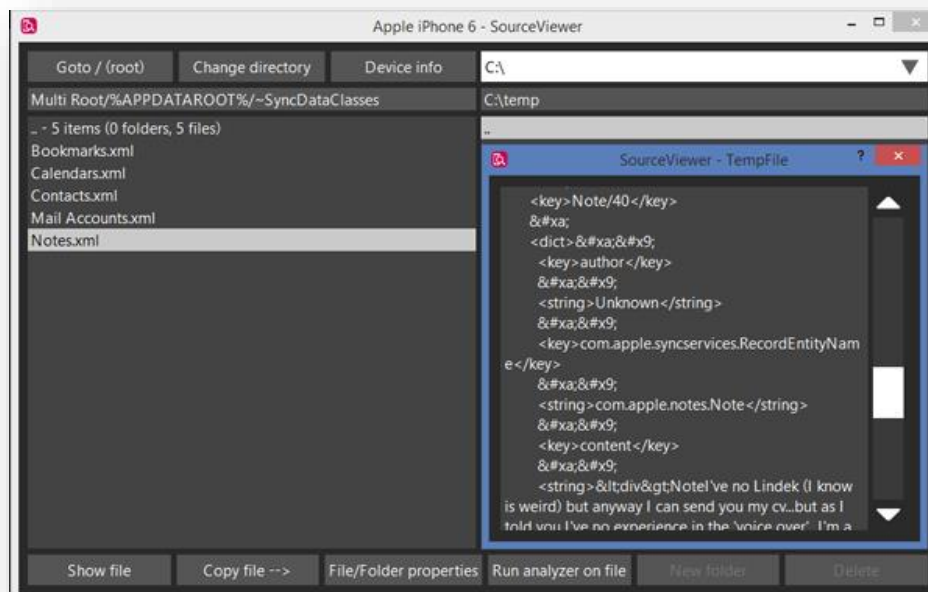 Apple iPhone 6 - SourceViewer
Goto / (root) Change directory Device info C:\
Multi Root/%APPDATAROOT%/~SyncDataClasses C:\temp
.. - 5 items (0 folders, 5 files)
Bookmarks.xml
Calendars.xml
Contacts.xml
Mail Accounts.xml
Notes.xml
..
SourceViewer - TempFile ?
<key>Note/40</key>
&#xa;
<dict>&#xa;&#x9;
<key>author</key>
&#xa;&#x9;
<string>Unknown</string>
&#xa;&#x9;
<key>com.apple.syncservices.RecordEntityNam
e</key>
&#xa;&#x9;
<string>com.apple.notes.Note</string>
&#xa;&#x9;
<key>content</key>
&#xa;&#x9;
<string>&lt;div&gt;NoteI've no Lindek (I know
is weird) but anyway I can send you my cv...but as I
told you I've no experience in the 'voice over'. I'm a
Show file Copy file --> File/Folder properties Run analyzer on file New folder Delete